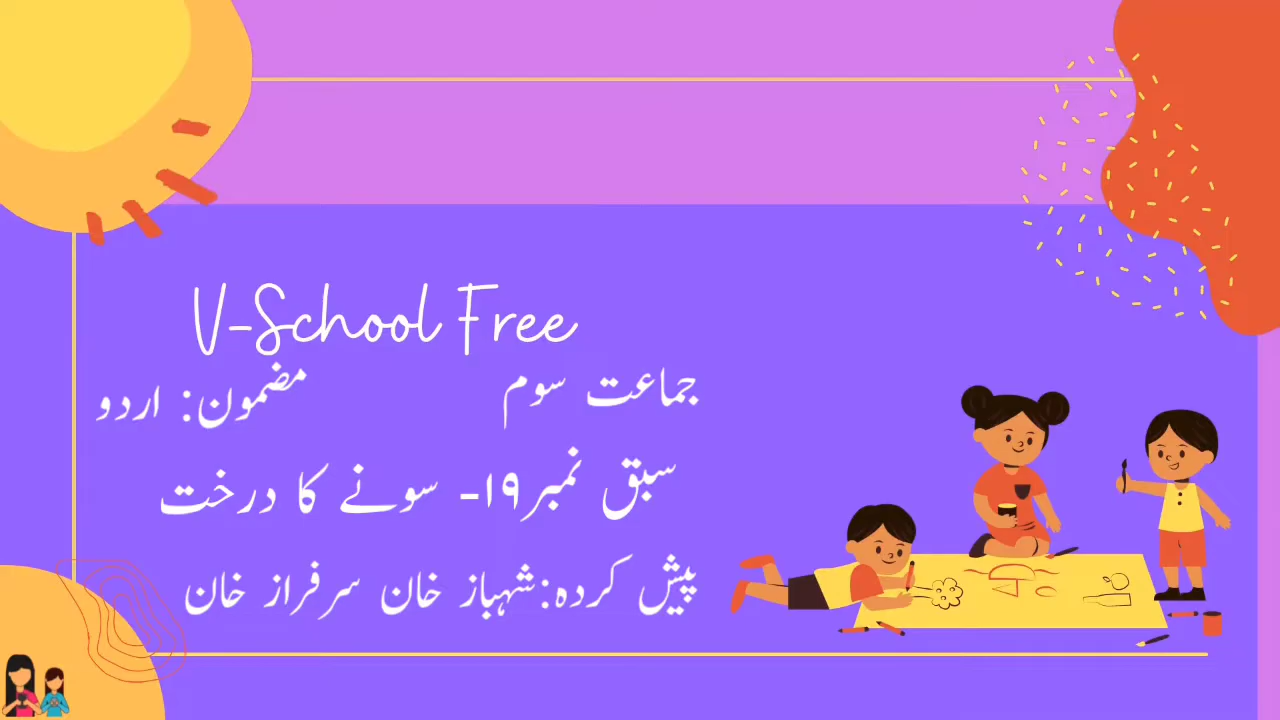 V-School Free
جماعت سوم مضمون: اردو
سبق نمبر۱۹- سونے کا درخت
پیش کردہ:شہباز خان سرفراز خان